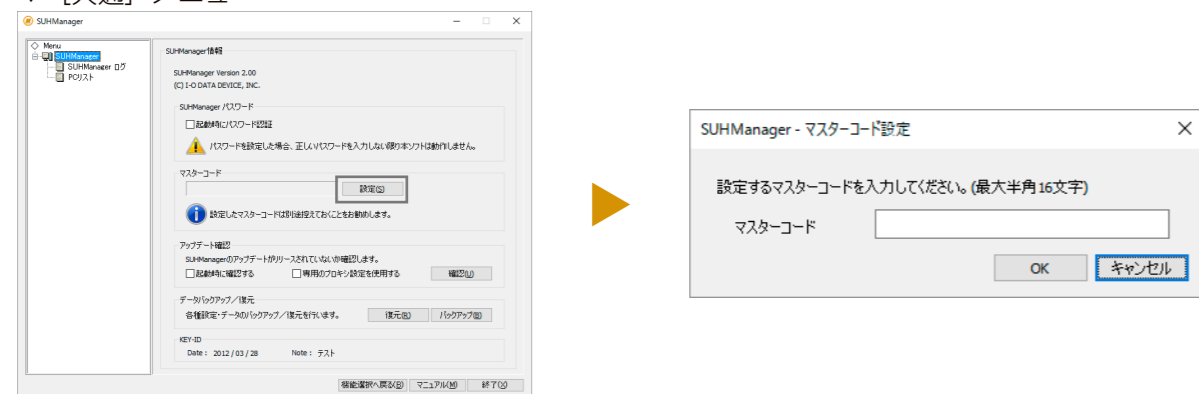 SUHManager
Menu
SUHManager
SUHManager ログ
PCリスト
SUHManager情報
SUHManager Version 2.00
(C) I-O DATA DEVICE, INC.
SUHManager パスワード
起動時にパスワード認証
パスワードを設定した場合、正しいパスワードを入力しない限り本ソフトは動作しません。
マスターコード
設定(S)
設定したマスターコードは別途控えておくことをお勧めします。
アップデート確認
SUHManagerのアップデートがリリースされていないか確認します。
起動時に確認する 専用のプロキシ設定を使用する 確認(U)
データバックアップ／復元
各種設定・データのバックアップ／復元を行います。 復元(R) バックアップ(B)
KEY-ID
Date : 2012 / 03 / 28 Note : テスト
機能選択へ戻る(B) マニュアル(M) 終了(X)
SUHManager - マスターコード設定
設定するマスターコードを入力してください。(最大半角16文字)
マスターコード
OK キャンセル